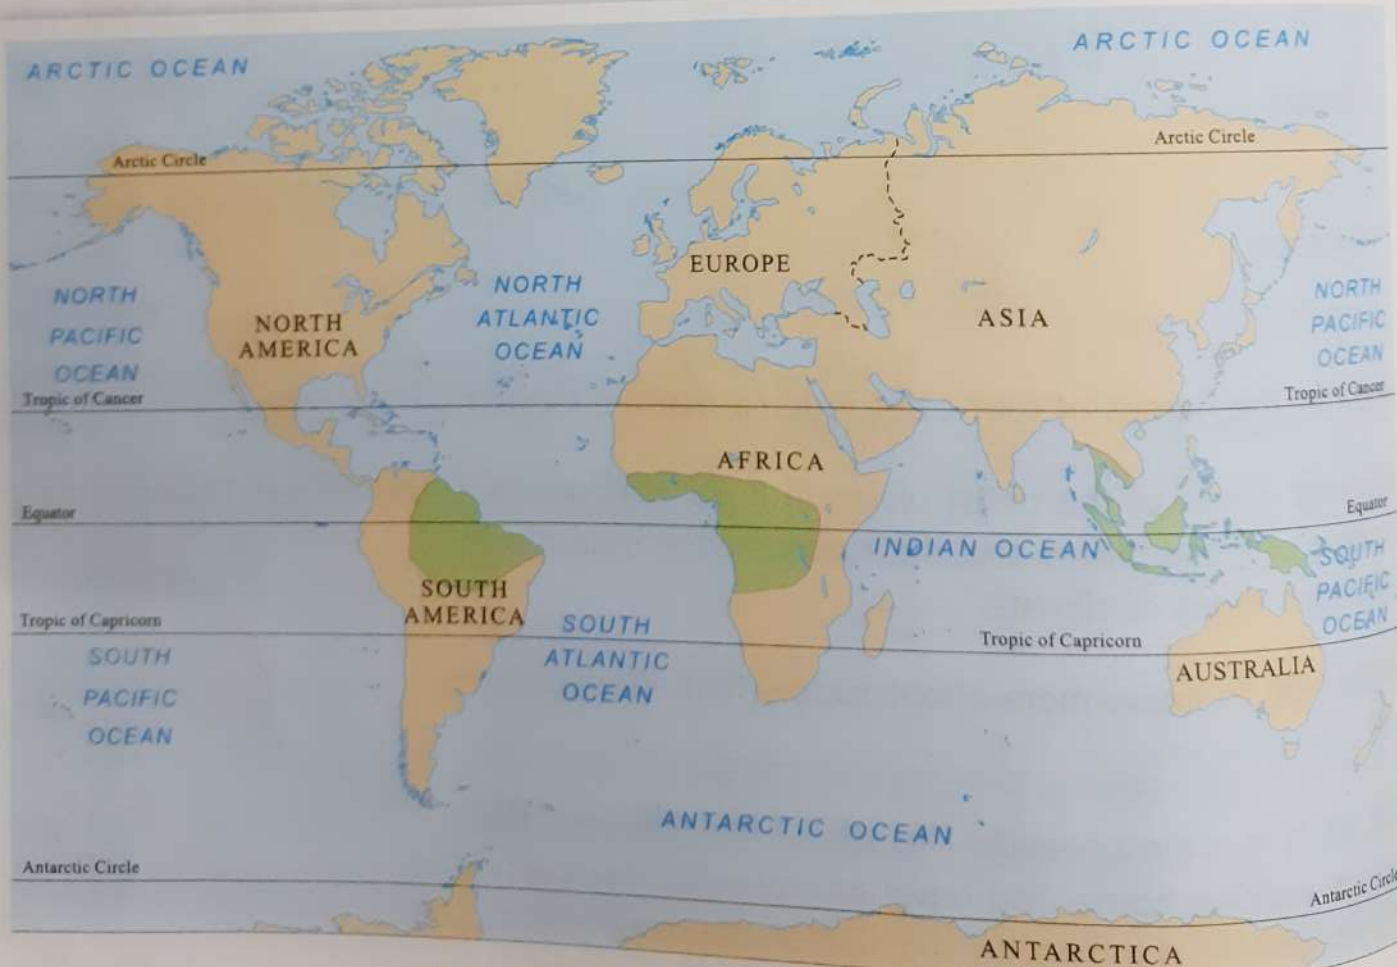 ARCTIC OCEAN
ARCTIC OCEAN
Arctic Circle
Arctic Circle
EUROPE
NORTH
PACIFIC
OCEAN
NORTH
AMERICA
NORTH
ATLANTIC
OCEAN
ASIA
NORTH
PACIFIC
OCEAN
Tropic of Cancer
Tropic of Cancer
AFRICA
Equator
Equator
INDIAN OCEAN
SOUTH
PACIFIC
OCEAN
SOUTH
AMERICA
Tropic of Capricorn
Tropic of Capricorn
SOUTH
ATLANTIC
OCEAN
AUSTRALIA
SOUTH
PACIFIC
OCEAN
ANTARCTIC OCEAN
Antarctic Circle
Antarctic Circle
ANTARCTICA